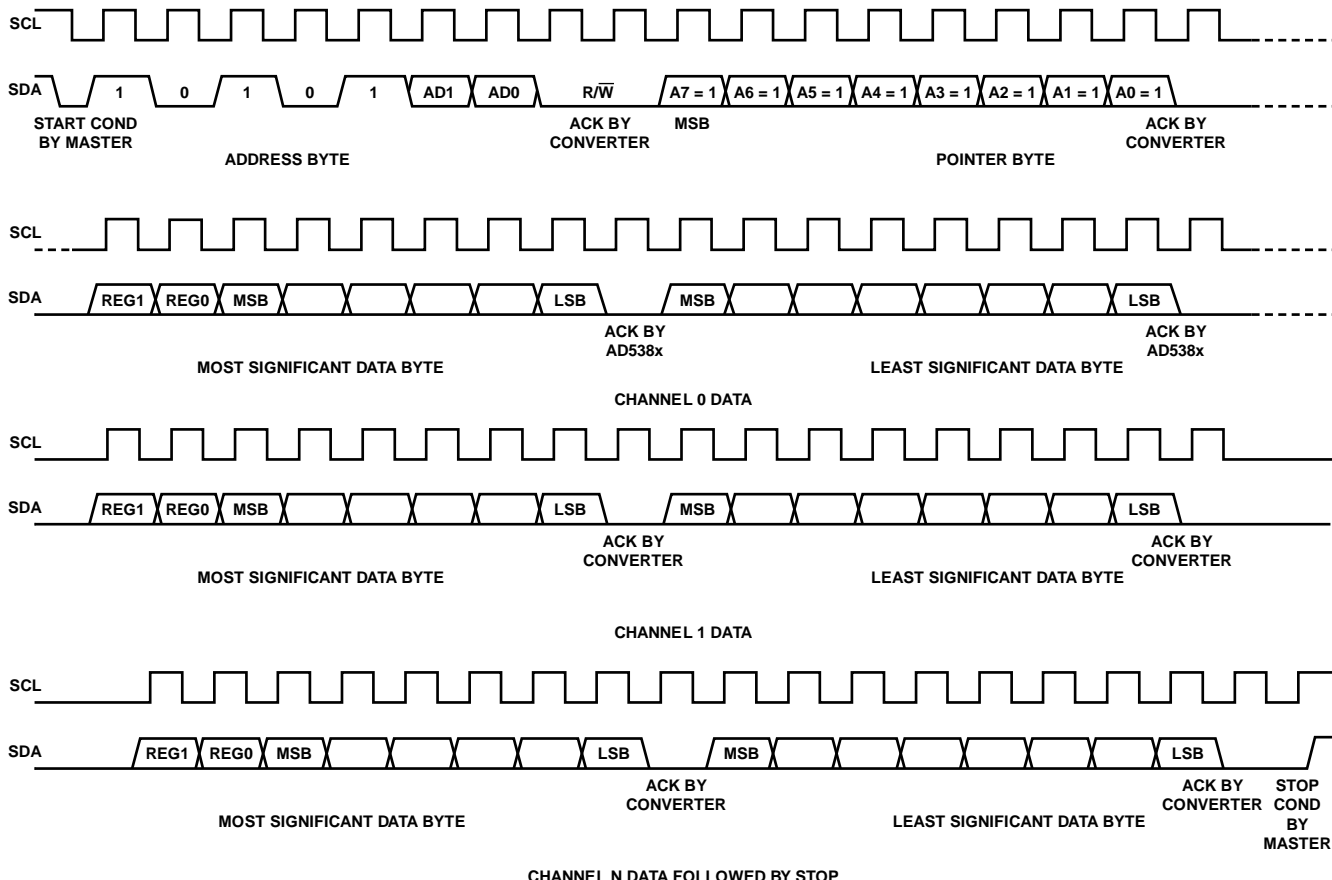 SCL
SDA 1 0 1 0 1 AD1 AD0 R/W A7 = 1 A6 = 1 A5 = 1 A4 = 1 A3 = 1 A2 = 1 A1 = 1 A0 = 1
START COND BY MASTER
ACK BY CONVERTER
MSB
ACK BY CONVERTER
ADDRESS BYTE
POINTER BYTE
SCL
SDA REG1 REG0 MSB LSB MSB LSB
ACK BY AD538x
ACK BY AD538x
MOST SIGNIFICANT DATA BYTE
LEAST SIGNIFICANT DATA BYTE
CHANNEL 0 DATA
SCL
SDA REG1 REG0 MSB LSB MSB LSB
ACK BY CONVERTER
ACK BY CONVERTER
MOST SIGNIFICANT DATA BYTE
LEAST SIGNIFICANT DATA BYTE
CHANNEL 1 DATA
SCL
SDA REG1 REG0 MSB LSB MSB LSB
ACK BY CONVERTER
ACK BY CONVERTER
STOP COND BY MASTER
MOST SIGNIFICANT DATA BYTE
LEAST SIGNIFICANT DATA BYTE
CHANNEL N DATA FOLLOWED BY STOP